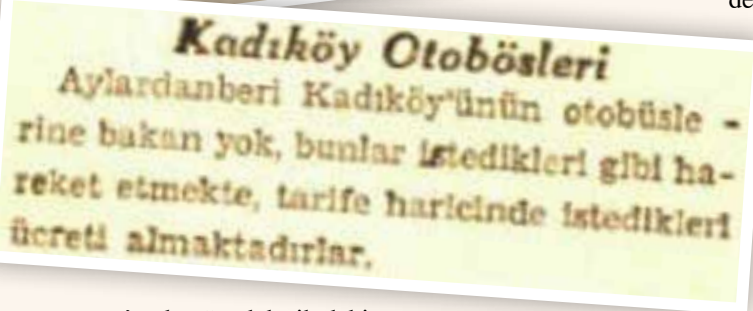 de
Kadıköy Otobösleri
Aylardanberi Kadıköy'ünün otobüsle -
rine bakan yok, bunlar istedikleri gibi ha-
reket etmekte, tarife haricinde istedikleri
ücreti almaktadırlar.